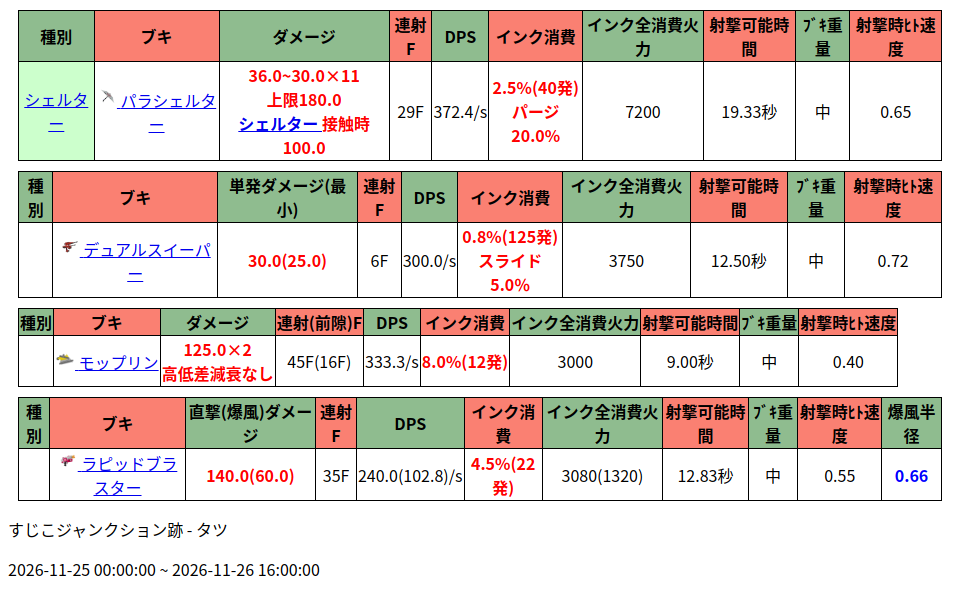 種別 ブキ ダメージ 連射F DPS インク消費 インク全消費火力 射撃可能時間 ﾌﾞｷ重量 射撃時ﾋﾄ速度
シェルター パラシェルター 36.0~30.0×11 上限180.0 シェルター 接触時 100.0 29F 372.4/s 2.5%(40発) パージ 20.0% 7200 19.33秒 中 0.65
種別 ブキ 単発ダメージ(最小) 連射F DPS インク消費 インク全消費火力 射撃可能時間 ﾌﾞｷ重量 射撃時ﾋﾄ速度
デュアルスイーパー 30.0(25.0) 6F 300.0/s 0.8%(125発) スライド 5.0% 3750 12.50秒 中 0.72
種別 ブキ ダメージ 連射(前隙)F DPS インク消費 インク全消費火力 射撃可能時間 ﾌﾞｷ重量 射撃時ﾋﾄ速度
モップリン 125.0×2 高低差減衰なし 45F(16F) 333.3/s 8.0%(12発) 3000 9.00秒 中 0.40
種別 ブキ 直撃(爆風)ダメージ 連射F DPS インク消費 インク全消費火力 射撃可能時間 ﾌﾞｷ重量 射撃時ﾋﾄ速度 爆風半径
ラピッドブラスター 140.0(60.0) 35F 240.0(102.8)/s 4.5%(22発) 3080(1320) 12.83秒 中 0.55 0.66
すじこジャンクション跡 - タツ
2026-11-25 00:00:00 ~ 2026-11-26 16:00:00